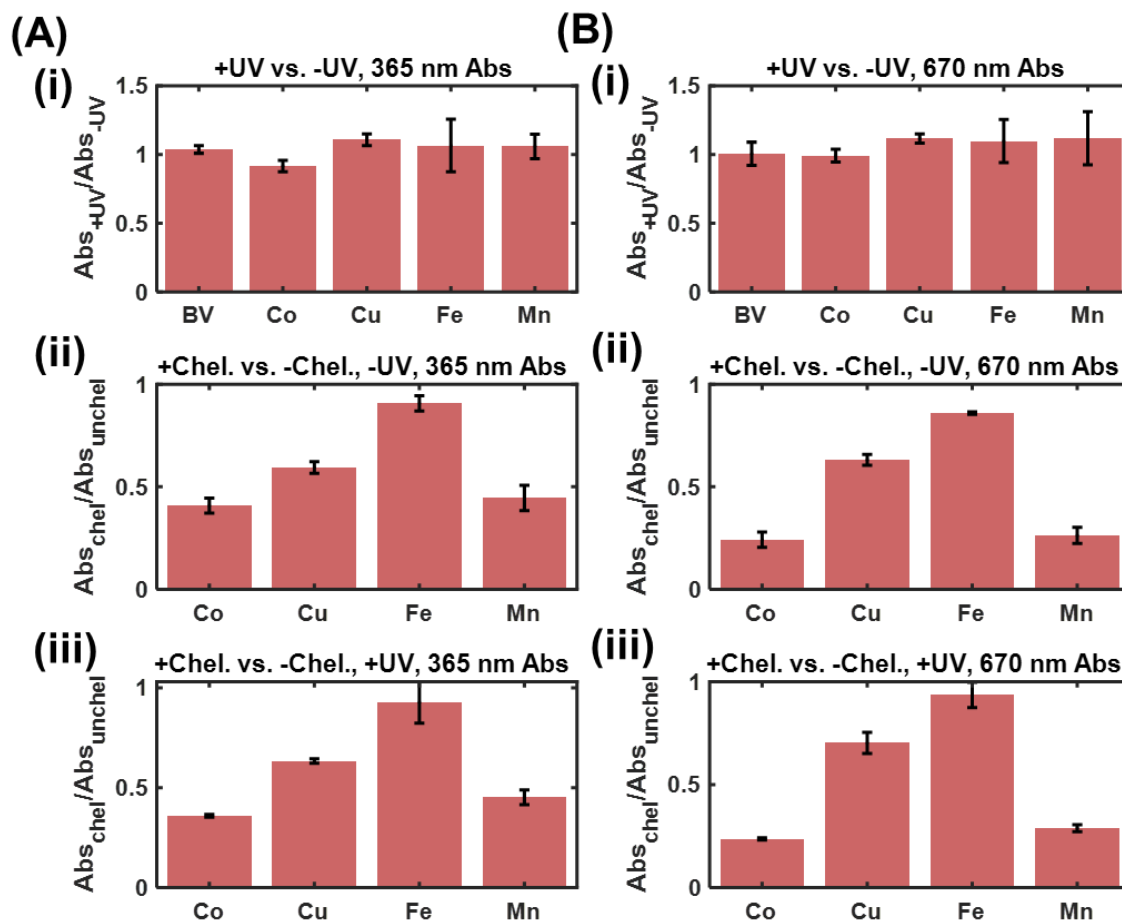 (A)
(i)
+UV vs. -UV, 365 nm Abs
Abs+UV/Abs-UV
1.5
1
0.5
0
BV Co Cu Fe Mn
(ii)
+Chel. vs. -Chel., -UV, 365 nm Abs
Abschel/Absunchel
1
0.5
0
Co Cu Fe Mn
(iii)
+Chel. vs. -Chel., +UV, 365 nm Abs
Abschel/Absunchel
1
0.5
0
Co Cu Fe Mn
(B)
(i)
+UV vs. -UV, 670 nm Abs
Abs+UV/Abs-UV
1.5
1
0.5
0
BV Co Cu Fe Mn
(ii)
+Chel. vs. -Chel., -UV, 670 nm Abs
Abschel/Absunchel
1
0.5
0
Co Cu Fe Mn
(iii)
+Chel. vs. -Chel., +UV, 670 nm Abs
Abschel/Absunchel
1
0.5
0
Co Cu Fe Mn